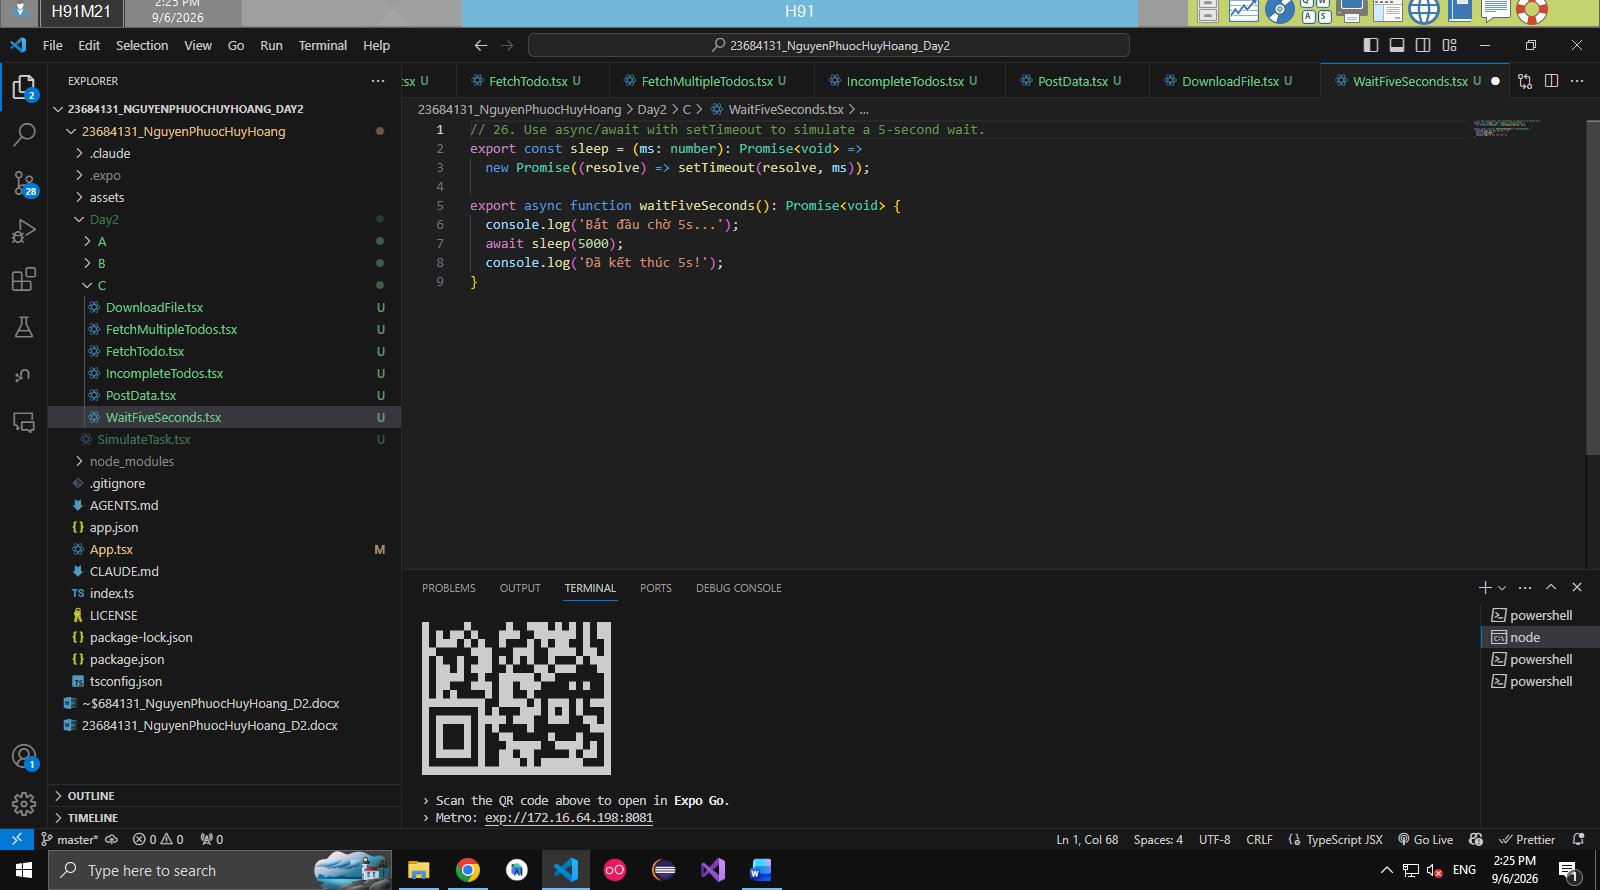 H91M21
2:25 PM
9/6/2026
H91
File Edit Selection View Go Run Terminal Help
23684131_NguyenPhuocHuyHoang_Day2
EXPLORER
23684131_NGUYENPHUOCHUYHOANG_DAY2
23684131_NguyenPhuocHuyHoang
.claude
.expo
assets
Day2
A
B
C
DownloadFile.tsx U
FetchMultipleTodos.tsx U
FetchTodo.tsx U
IncompleteTodos.tsx U
PostData.tsx U
WaitFiveSeconds.tsx U
SimulateTask.tsx U
node_modules
.gitignore
AGENTS.md
app.json
App.tsx M
CLAUDE.md
index.ts
LICENSE
package-lock.json
package.json
tsconfig.json
~$684131_NguyenPhuocHuyHoang_D2.docx
23684131_NguyenPhuocHuyHoang_D2.docx
OUTLINE
TIMELINE
sx U FetchTodo.tsx U FetchMultipleTodos.tsx U IncompleteTodos.tsx U PostData.tsx U DownloadFile.tsx U WaitFiveSeconds.tsx U
23684131_NguyenPhuocHuyHoang > Day2 > C > WaitFiveSeconds.tsx > ...
1 // 26. Use async/await with setTimeout to simulate a 5-second wait.
2 export const sleep = (ms: number): Promise<void> =>
3 new Promise((resolve) => setTimeout(resolve, ms));
4
5 export async function waitFiveSeconds(): Promise<void> {
6 console.log('Bắt đầu chờ 5s...');
7 await sleep(5000);
8 console.log('Đã kết thúc 5s!');
9 }
PROBLEMS OUTPUT TERMINAL PORTS DEBUG CONSOLE
› Scan the QR code above to open in Expo Go.
› Metro: exp://172.16.64.198:8081
powershell
node
powershell
powershell
master* 0 0 0 Ln 1, Col 68 Spaces: 4 UTF-8 CRLF TypeScript JSX Go Live Prettier
Type here to search
ENG
2:25 PM
9/6/2026